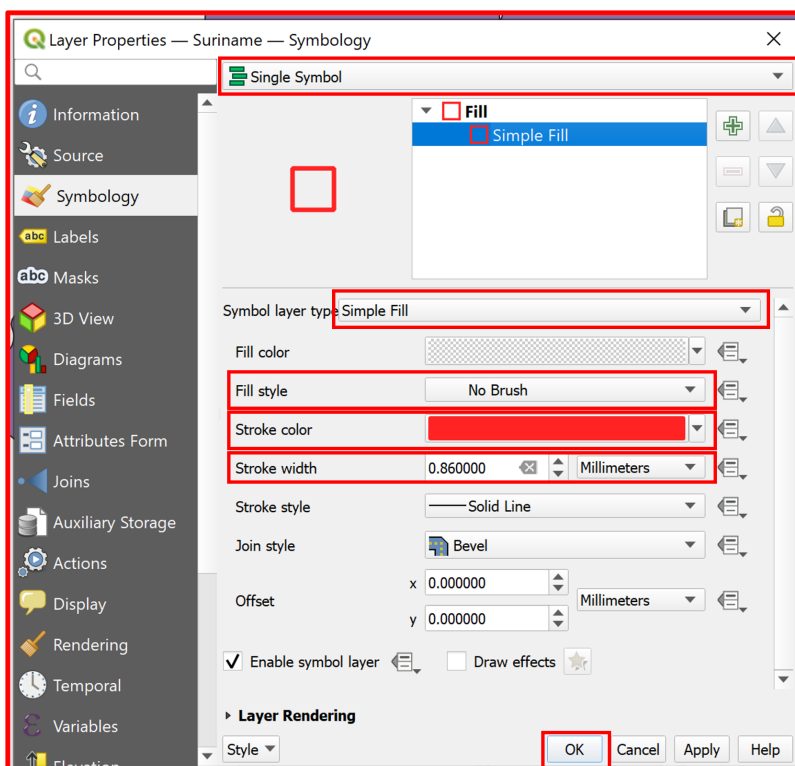 Layer Properties — Suriname — Symbology
Single Symbol
Information
Source
Symbology
abc Labels
abc Masks
3D View
Diagrams
Fields
Attributes Form
Joins
Auxiliary Storage
Actions
Display
Rendering
Temporal
Variables
Elevation
Fill
Simple Fill
Symbol layer type Simple Fill
Fill color
Fill style No Brush
Stroke color
Stroke width 0.860000 Millimeters
Stroke style Solid Line
Join style Bevel
Offset x 0.000000 Millimeters
y 0.000000
Enable symbol layer Draw effects
Layer Rendering
Style OK Cancel Apply Help